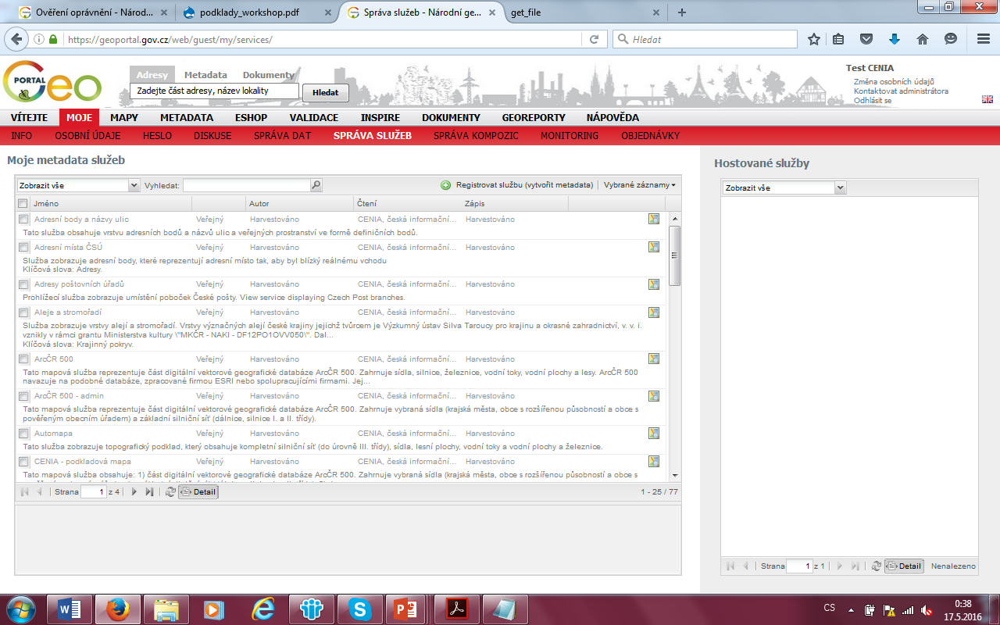 Ověření oprávnění - Národ...
podklady_workshop.pdf
Správa služeb - Národní ge...
get_file
https://geoportal.gov.cz/web/guest/my/services/
Hledat
PORTAL
Geo
Adresy Metadata Dokumenty
Zadejte část adresy, název lokality
Hledat
Test CENIA
Změna osobních údajů
Kontaktovat administrátora
Odhlásit se
VÍTEJTE MOJE MAPY METADATA ESHOP VALIDACE INSPIRE DOKUMENTY GEOREPORTY NÁPOVĚDA
INFO OSOBNÍ ÚDAJE HESLO DISKUSE SPRÁVA DAT SPRÁVA SLUŽEB SPRÁVA KOMPOZIC MONITORING OBJEDNÁVKY
Moje metadata služeb
Zobrazit vše Vyhledat: Registrovat službu (vytvořit metadata) Vybrané záznamy
Jméno Autor Čtení Zápis
Adresní body a názvy ulic Veřejný Harvestováno CENIA, česká informační... Harvestováno
Tato služba obsahuje vrstvu adresních bodů a názvů ulic a veřejných prostranství ve formě definičních bodů.
Adresní místa ČSÚ Veřejný Harvestováno CENIA, česká informační... Harvestováno
Služba zobrazuje adresní body, které reprezentují adresní místo tak, aby byl blízký reálnému vchodu
Klíčová slova: Adresy.
Adresy poštovních úřadů Veřejný Harvestováno CENIA, česká informační... Harvestováno
Prohlížecí služba zobrazuje umístění poboček České pošty. View service displaying Czech Post branches.
Aleje a stromořadí Veřejný Harvestováno CENIA, česká informační... Harvestováno
Služba zobrazuje vrstvy alejí a stromořadí. Vrstvy význačných alejí české krajiny jejichž tvůrcem je Výzkumný ústav Silva Taroucy pro krajinu a okrasné zahradnictví, v. v. i.
vznikly v rámci grantu Ministerstva kultury \"MKČR - NAKI - DF12PO1OVV050\". Dal...
Klíčová slova: Krajinný pokryv.
ArcČR 500 Veřejný Harvestováno CENIA, česká informační... Harvestováno
Tato mapová služba reprezentuje část digitální vektorové geografické databáze ArcČR 500. Zahrnuje sídla, silnice, železnice, vodní toky, vodní plochy a lesy. ArcČR 500
navazuje na podobné databáze, zpracované firmou ESRI nebo spolupracujícími firmami. Jej...
ArcČR 500 - admin Veřejný Harvestováno CENIA, česká informační... Harvestováno
Tato mapová služba reprezentuje část digitální vektorové geografické databáze ArcČR 500. Zahrnuje vybraná sídla (krajská města, obce s rozšířenou působností a obce s
pověřeným obecním úřadem) a základní silniční síť (dálnice, silnice I. a II. třídy).
Automapa Veřejný Harvestováno CENIA, česká informační... Harvestováno
Tato služba zobrazuje topografický podklad, který obsahuje kompletní silniční síť (do úrovně III. třídy), sídla, lesní plochy, vodní toky a vodní plochy a železnice.
CENIA - podkladová mapa Veřejný Harvestováno CENIA, česká informační... Harvestováno
Tato mapová služba obsahuje: 1) část digitální vektorové geografické databáze ArcČR 500. Zahrnuje vybraná sídla (krajská města, obce s rozšířenou působností a obce s
Strana 1 z 4 Detail 1 - 25 / 77
Hostované služby
Zobrazit vše
Strana 1 z 1 Detail Nenalezeno
CS
0:38
17.5.2016